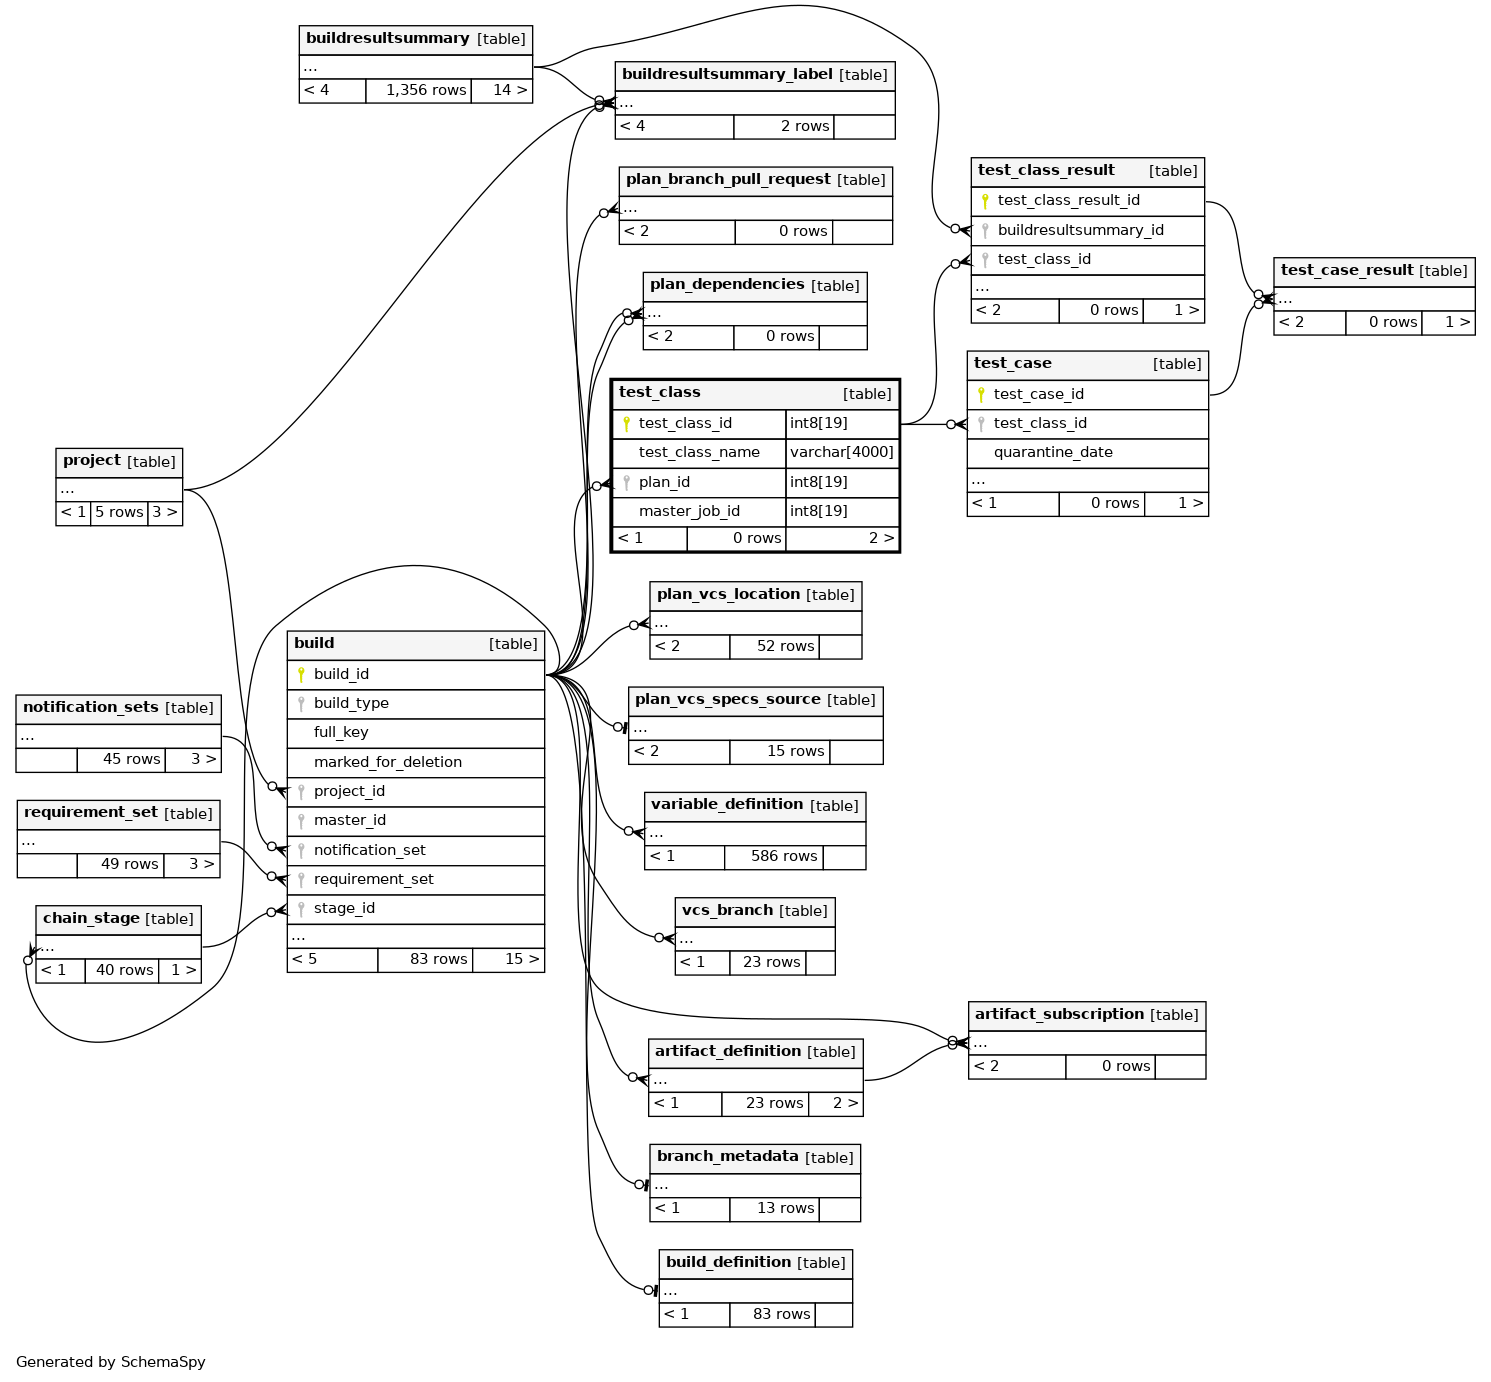 buildresultsummary [table]
...
< 4 1,356 rows 14 >
buildresultsummary_label [table]
...
< 4 2 rows
plan_branch_pull_request [table]
...
< 2 0 rows
plan_dependencies [table]
...
< 2 0 rows
test_class [table]
test_class_id int8[19]
test_class_name varchar[4000]
plan_id int8[19]
master_job_id int8[19]
< 1 0 rows 2 >
test_class_result [table]
test_class_result_id
buildresultsummary_id
test_class_id
...
< 2 0 rows 1 >
test_case_result [table]
...
< 2 0 rows 1 >
test_case [table]
test_case_id
test_class_id
quarantine_date
...
< 1 0 rows 1 >
project [table]
...
< 1 5 rows 3 >
notification_sets [table]
...
45 rows 3 >
requirement_set [table]
...
49 rows 3 >
chain_stage [table]
...
< 1 40 rows 1 >
build [table]
build_id
build_type
full_key
marked_for_deletion
project_id
master_id
notification_set
requirement_set
stage_id
...
< 5 83 rows 15 >
plan_vcs_location [table]
...
< 2 52 rows
plan_vcs_specs_source [table]
...
< 2 15 rows
variable_definition [table]
...
< 1 586 rows
vcs_branch [table]
...
< 1 23 rows
artifact_subscription [table]
...
< 2 0 rows
artifact_definition [table]
...
< 1 23 rows 2 >
branch_metadata [table]
...
< 1 13 rows
build_definition [table]
...
< 1 83 rows
Generated by SchemaSpy